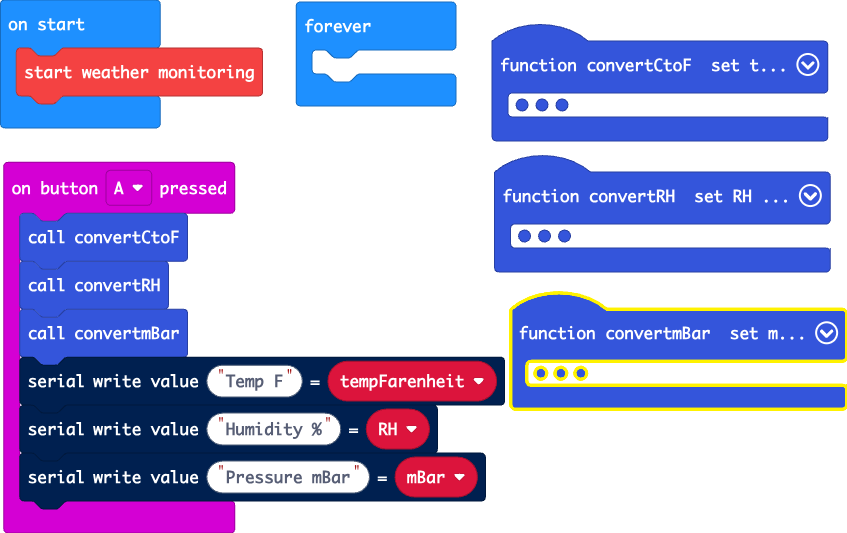 on start
start weather monitoring
forever
function convertCtoF set t...
function convertRH set RH ...
function convertmBar set m...
on button A pressed
call convertCtoF
call convertRH
call convertmBar
serial write value "Temp F" = tempFarenheit
serial write value "Humidity %" = RH
serial write value "Pressure mBar" = mBar